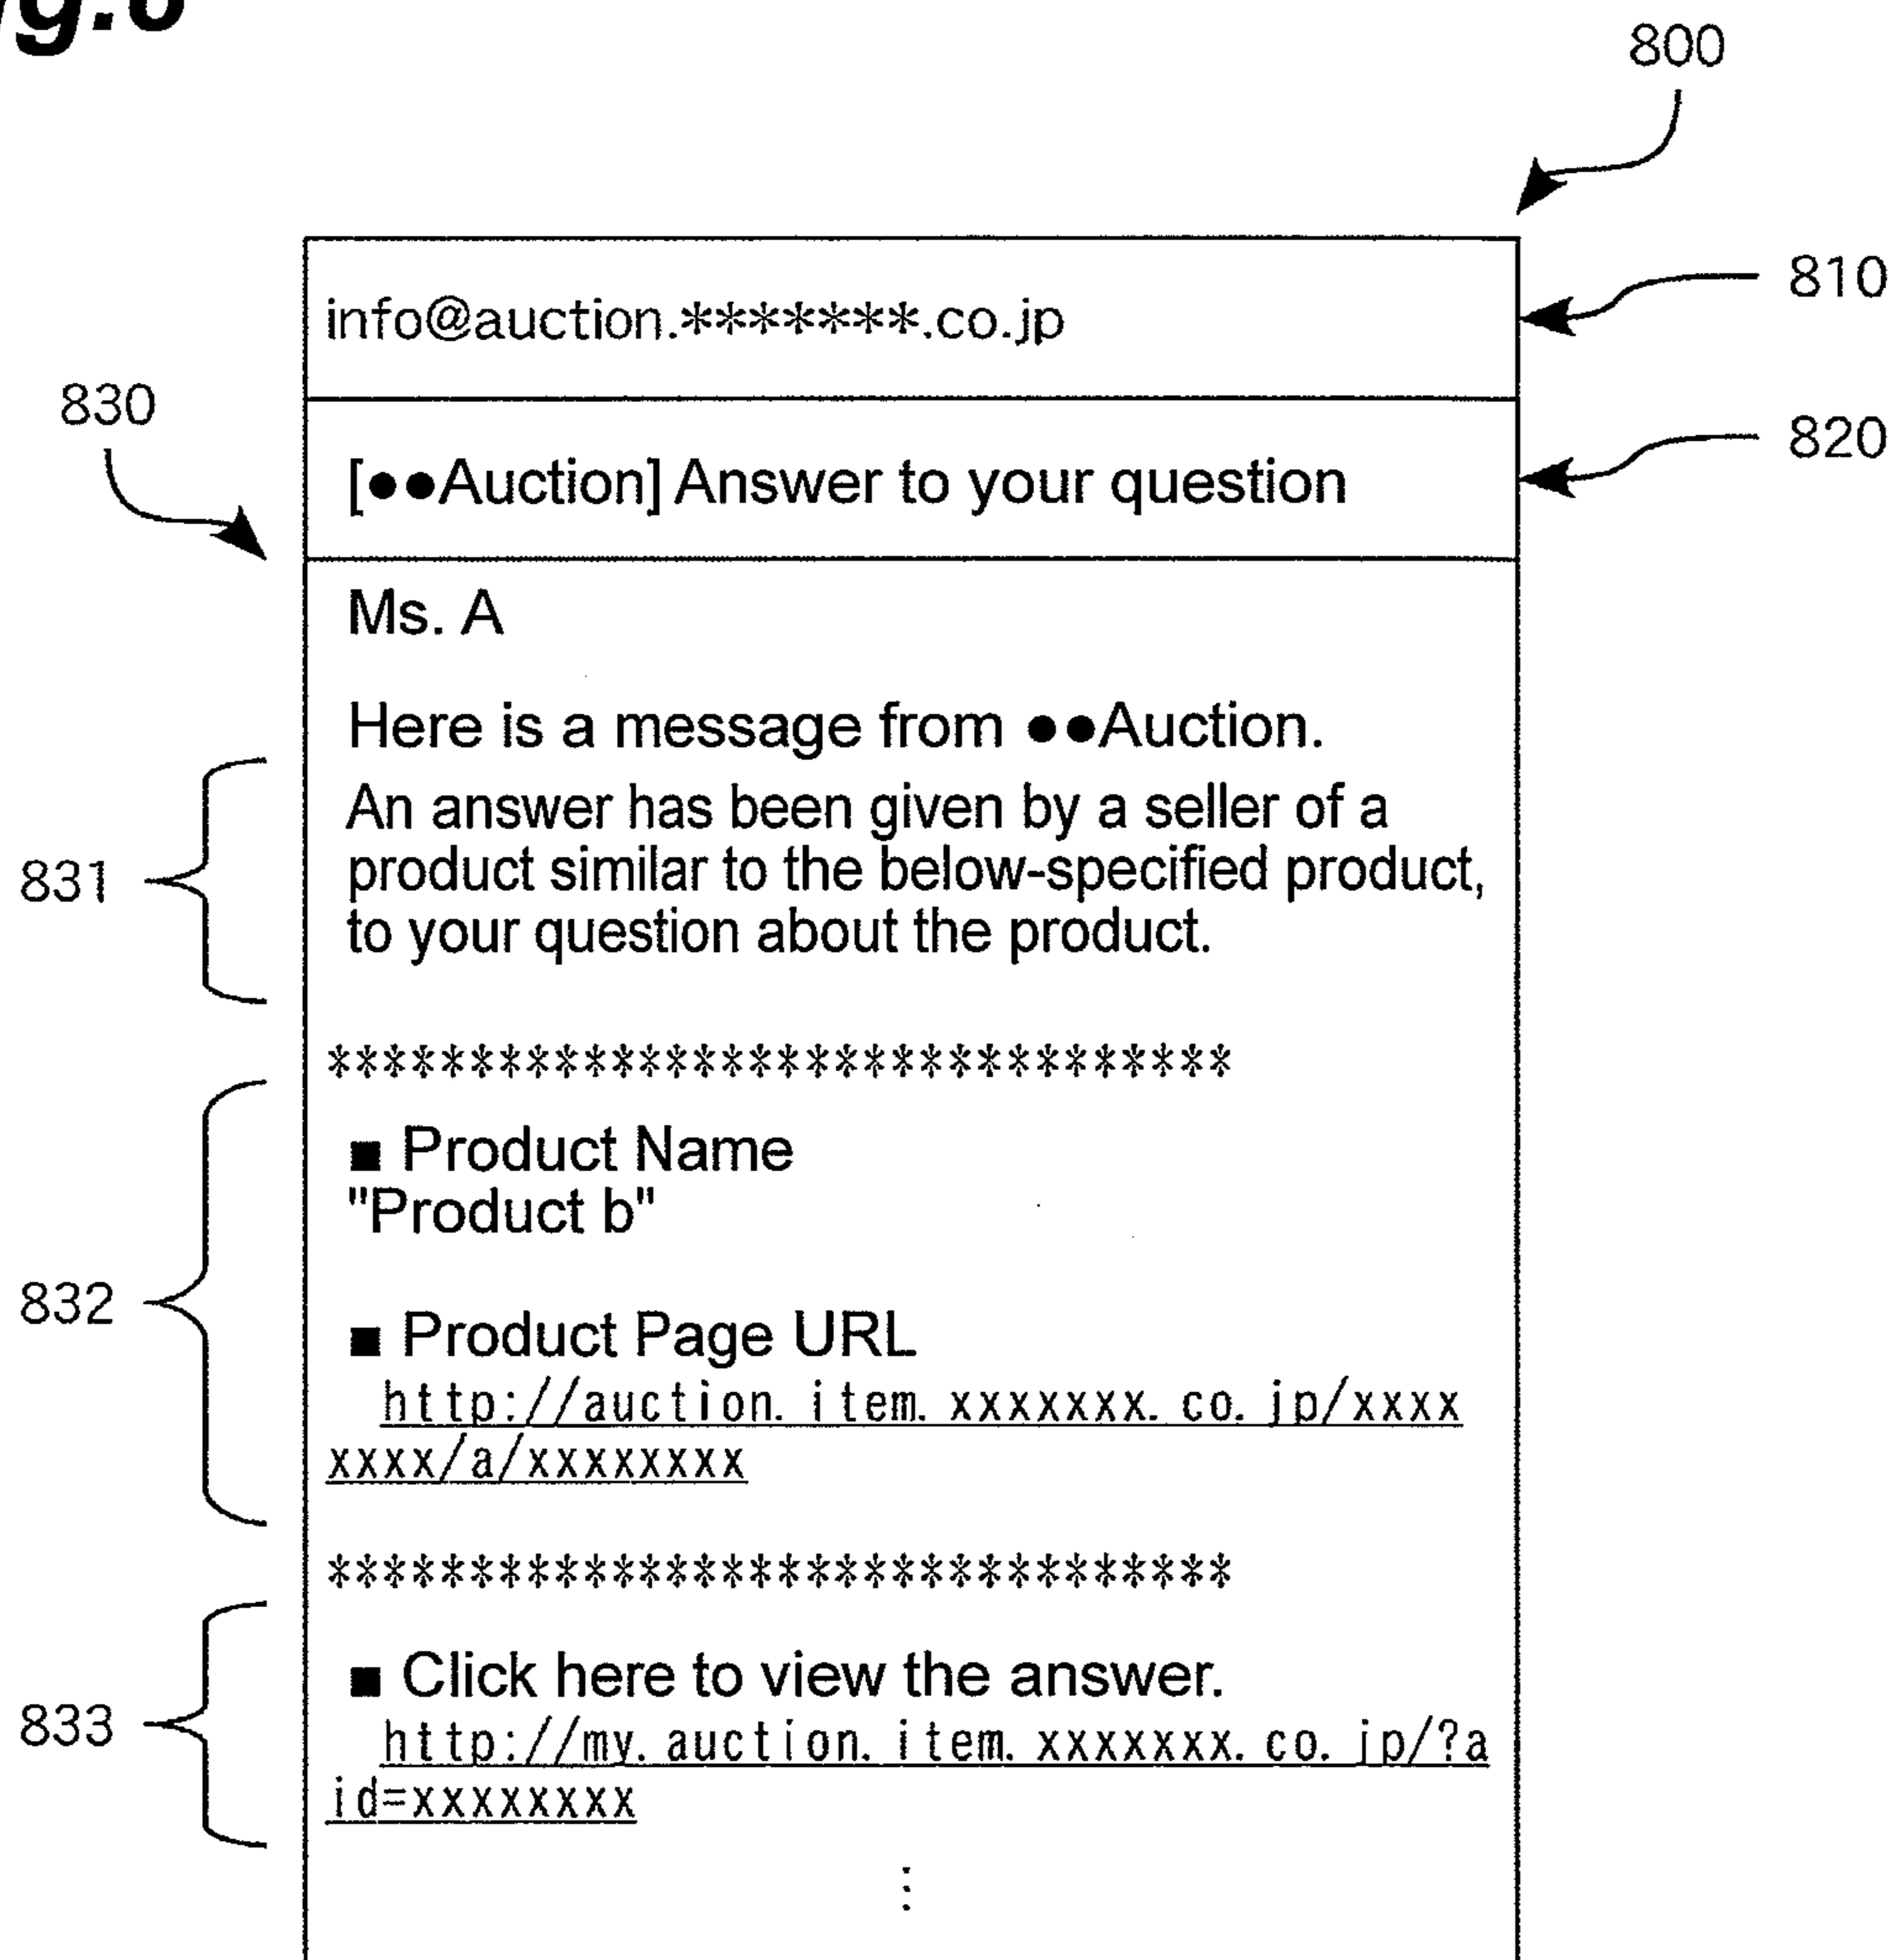 800
info@auction.*******.co.jp
810
830
[●●Auction] Answer to your question
820
Ms. A
Here is a message from ●●Auction.
831
An answer has been given by a seller of a
product similar to the below-specified product,
to your question about the product.
********************************
832
■ Product Name
"Product b"
■ Product Page URL
http://auction.item.xxxxxxx.co.jp/xxxx
xxxx/a/xxxxxxxx
********************************
833
■ Click here to view the answer.
http://my.auction.item.xxxxxxx.co.jp/?a
id=xxxxxxxx
⋮